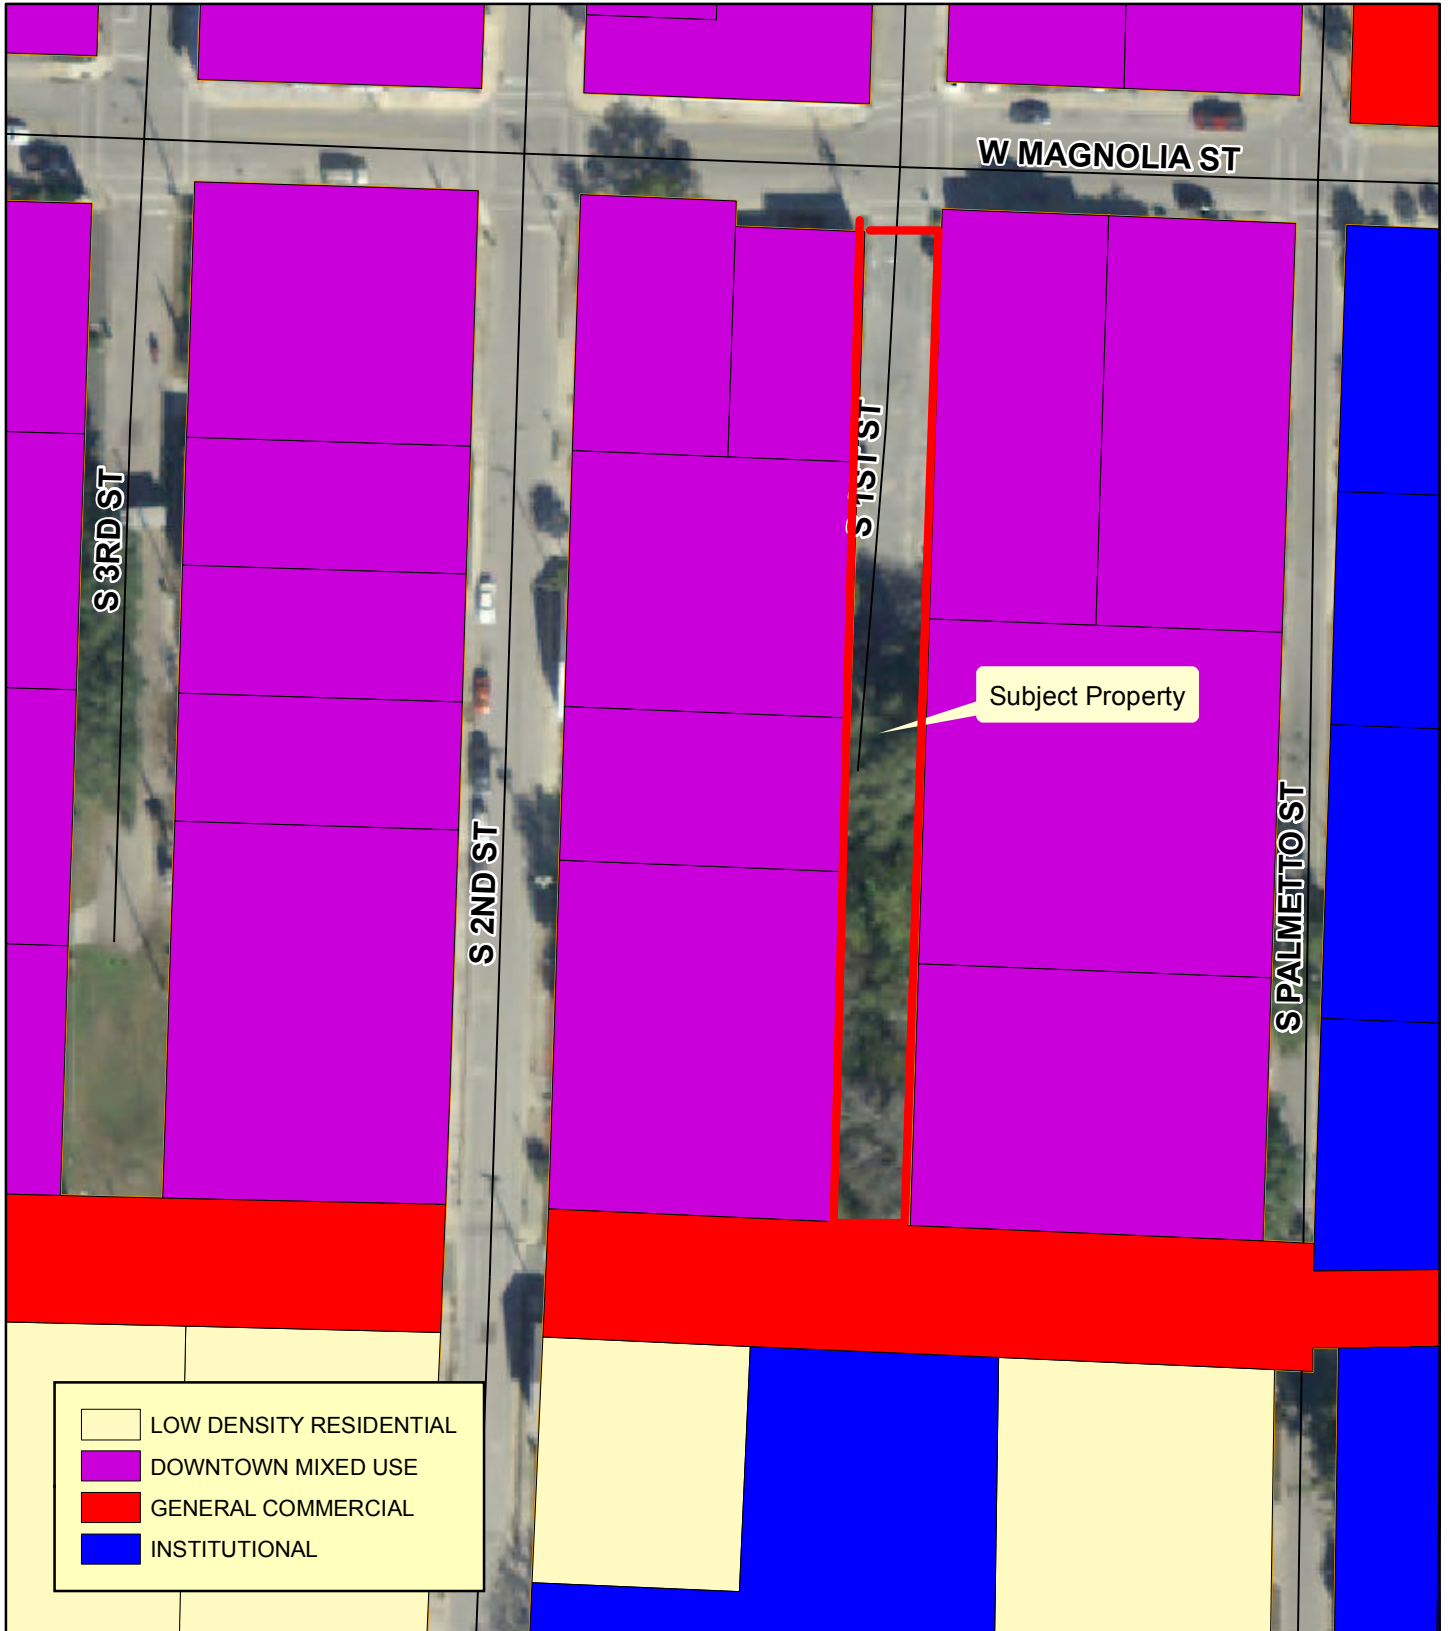 W MAGNOLIA ST
S 1ST ST
S 3RD ST
Subject Property
S 2ND ST
S PALMETTO ST
LOW DENSITY RESIDENTIAL
DOWNTOWN MIXED USE
GENERAL COMMERCIAL
INSTITUTIONAL